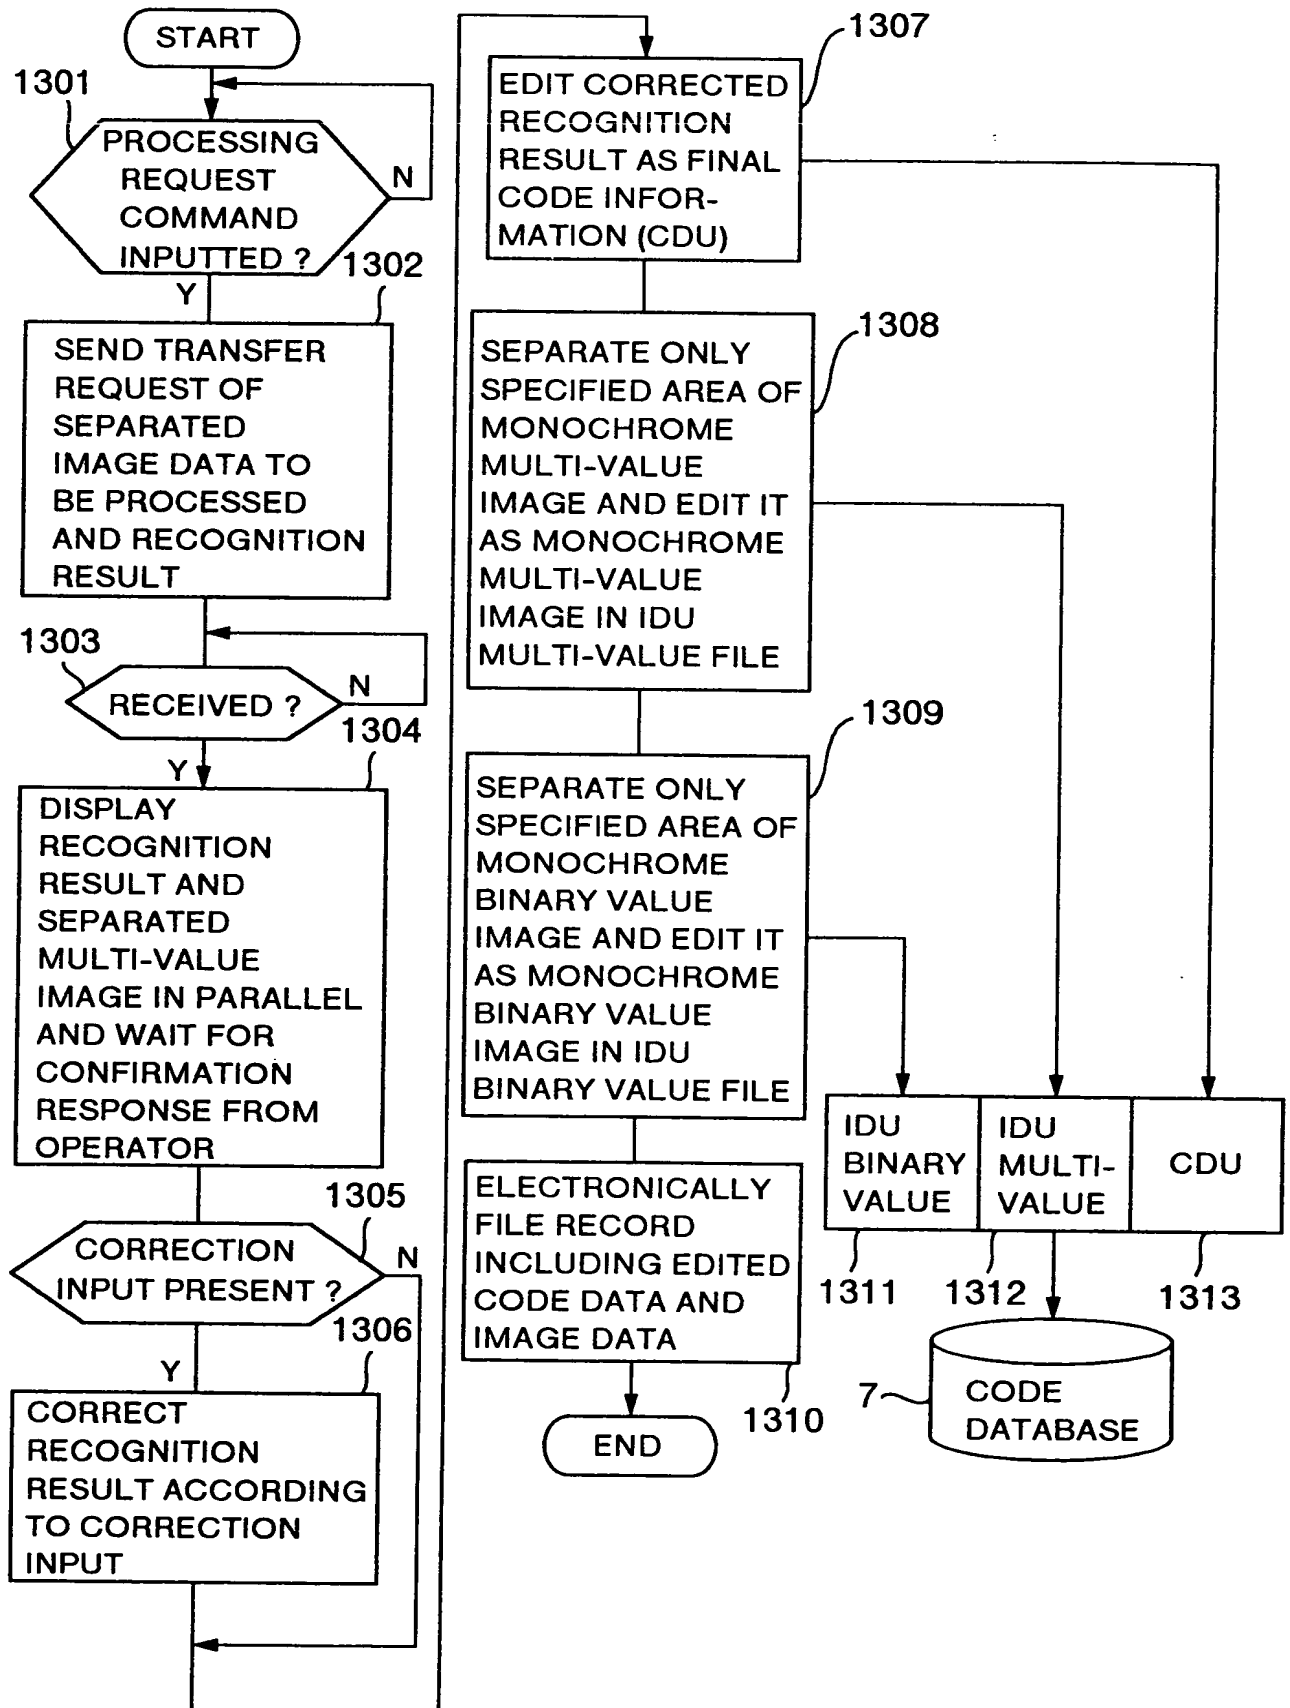 START
1301
PROCESSING
REQUEST
COMMAND
INPUTTED ?
N
Y
1302
SEND TRANSFER
REQUEST OF
SEPARATED
IMAGE DATA TO
BE PROCESSED
AND RECOGNITION
RESULT
1303
RECEIVED ?
N
Y
1304
DISPLAY
RECOGNITION
RESULT AND
SEPARATED
MULTI-VALUE
IMAGE IN PARALLEL
AND WAIT FOR
CONFIRMATION
RESPONSE FROM
OPERATOR
1305
CORRECTION
INPUT PRESENT ?
N
Y
1306
CORRECT
RECOGNITION
RESULT ACCORDING
TO CORRECTION
INPUT
1307
EDIT CORRECTED
RECOGNITION
RESULT AS FINAL
CODE INFOR-
MATION (CDU)
1308
SEPARATE ONLY
SPECIFIED AREA OF
MONOCHROME
MULTI-VALUE
IMAGE AND EDIT IT
AS MONOCHROME
MULTI-VALUE
IMAGE IN IDU
MULTI-VALUE FILE
1309
SEPARATE ONLY
SPECIFIED AREA OF
MONOCHROME
BINARY VALUE
IMAGE AND EDIT IT
AS MONOCHROME
BINARY VALUE
IMAGE IN IDU
BINARY VALUE FILE
ELECTRONICALLY
FILE RECORD
INCLUDING EDITED
CODE DATA AND
IMAGE DATA
1310
END
IDU
BINARY
VALUE
1311
IDU
MULTI-
VALUE
1312
CDU
1313
7
CODE
DATABASE